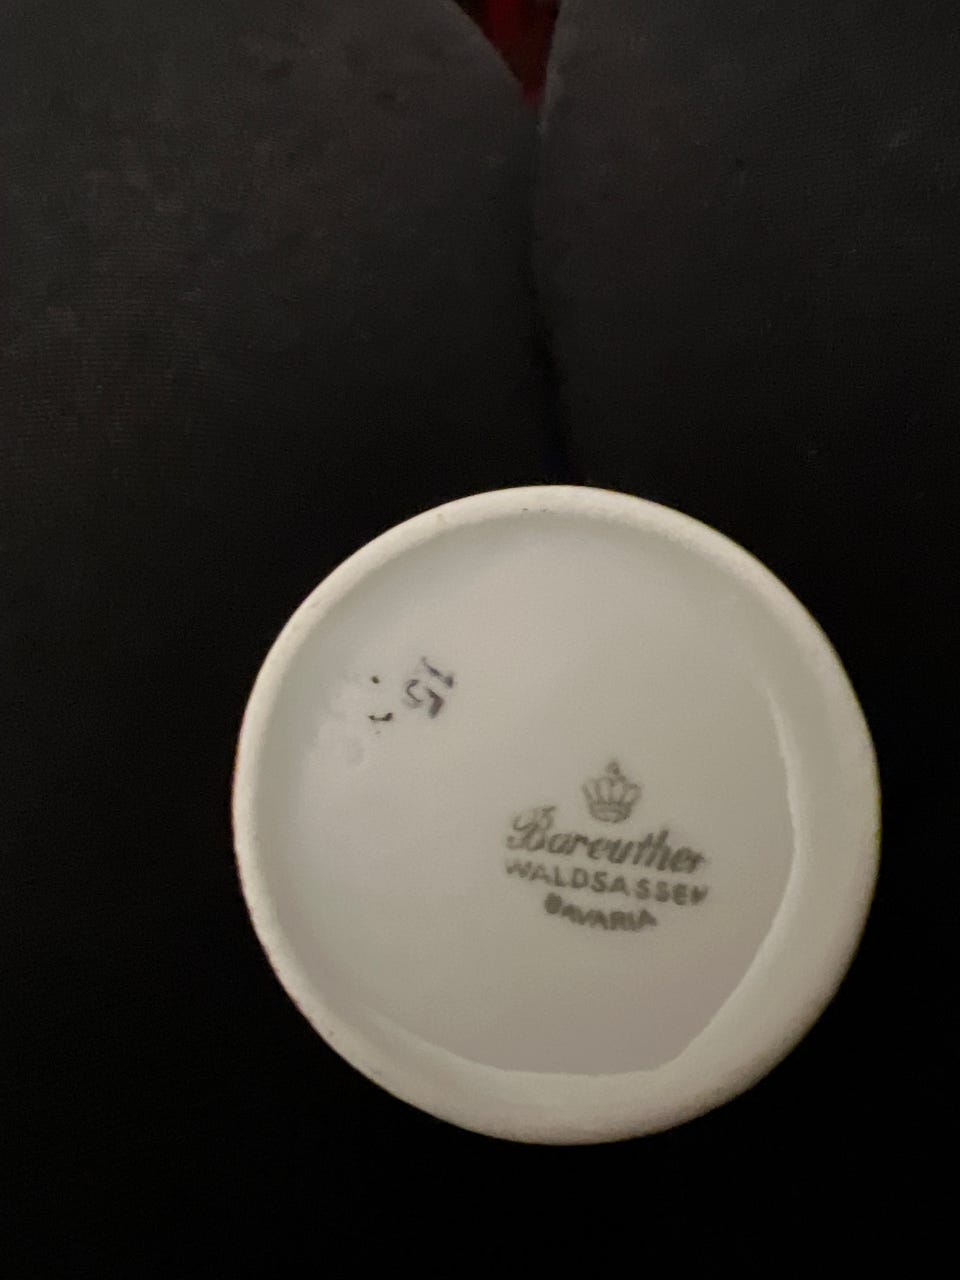 15
Bareuther
WALDSASSEN
BAVARIA